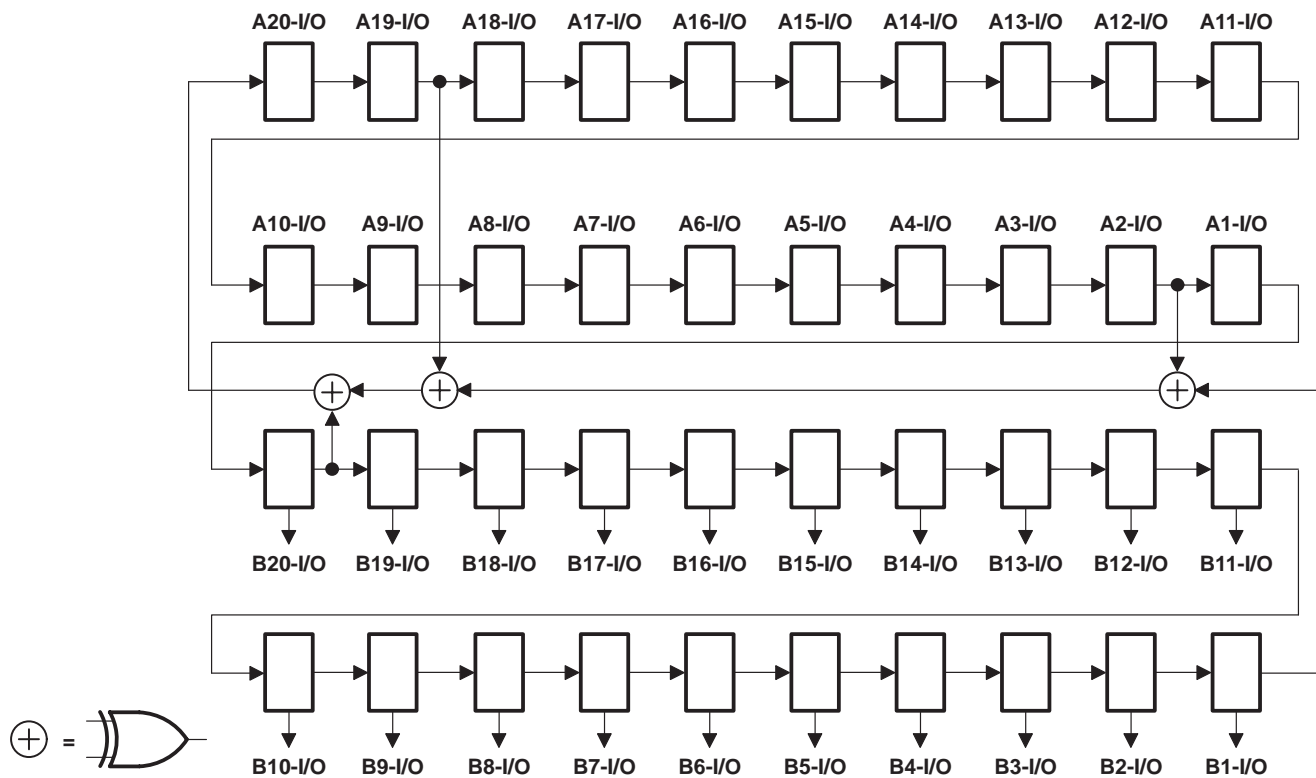 A20-I/O A19-I/O A18-I/O A17-I/O A16-I/O A15-I/O A14-I/O A13-I/O A12-I/O A11-I/O
A10-I/O A9-I/O A8-I/O A7-I/O A6-I/O A5-I/O A4-I/O A3-I/O A2-I/O A1-I/O
B20-I/O B19-I/O B18-I/O B17-I/O B16-I/O B15-I/O B14-I/O B13-I/O B12-I/O B11-I/O
=
B10-I/O B9-I/O B8-I/O B7-I/O B6-I/O B5-I/O B4-I/O B3-I/O B2-I/O B1-I/O